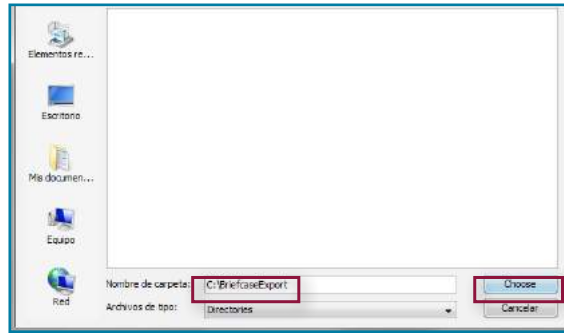 Elementos re...
Escritorio
Mis documen...
Equipo
Red
Nombre de carpeta: C:\BriefcaseExport Choose
Archivos de tipo: Directories Cancelar